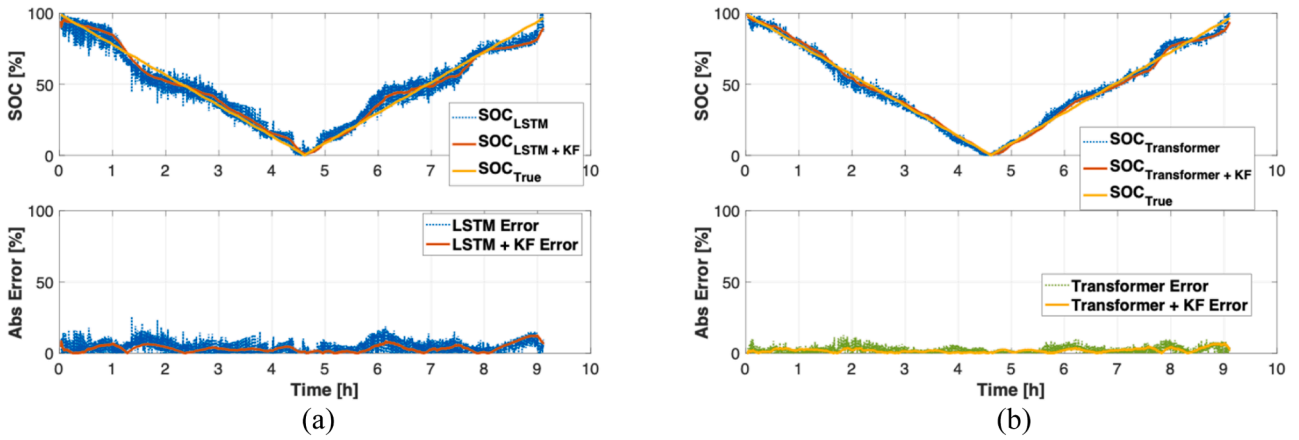 100
50
0
SOC [%]
0 1 2 3 4 5 6 7 8 9 10
SOC_LSTM
SOC_LSTM + KF
SOC_True
100
50
0
Abs Error [%]
LSTM Error
LSTM + KF Error
0 1 2 3 4 5 6 7 8 9 10
Time [h]
(a)
100
50
0
SOC [%]
0 1 2 3 4 5 6 7 8 9 10
SOC_Transformer
SOC_Transformer + KF
SOC_True
100
50
0
Abs Error [%]
Transformer Error
Transformer + KF Error
0 1 2 3 4 5 6 7 8 9 10
Time [h]
(b)